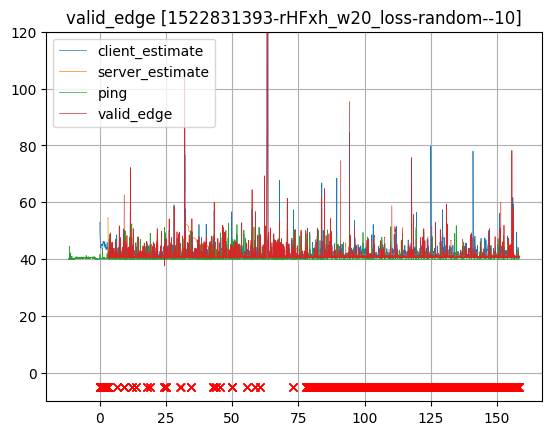 valid_edge [1522831393-rHFxh_w20_loss-random--10]
client_estimate
server_estimate
ping
valid_edge
120
100
80
60
40
20
0
0 25 50 75 100 125 150